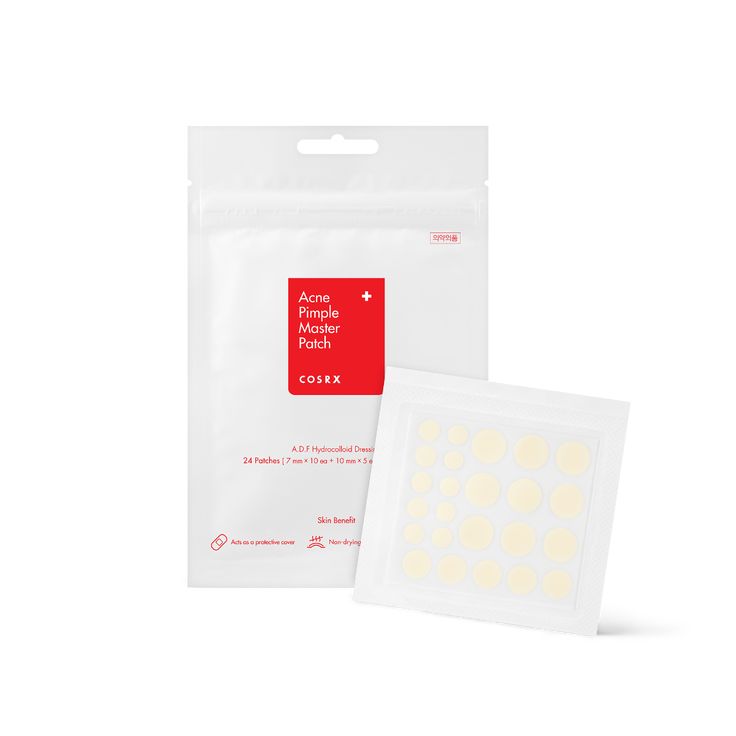 의약외품
Acne
Pimple
Master
Patch
COSRX
A.D.F Hydrocolloid
24 Patches [ 7 mm × 10 ea + 10 mm × 5
Skin Benefit
Acts as a protective cover
Non-drying